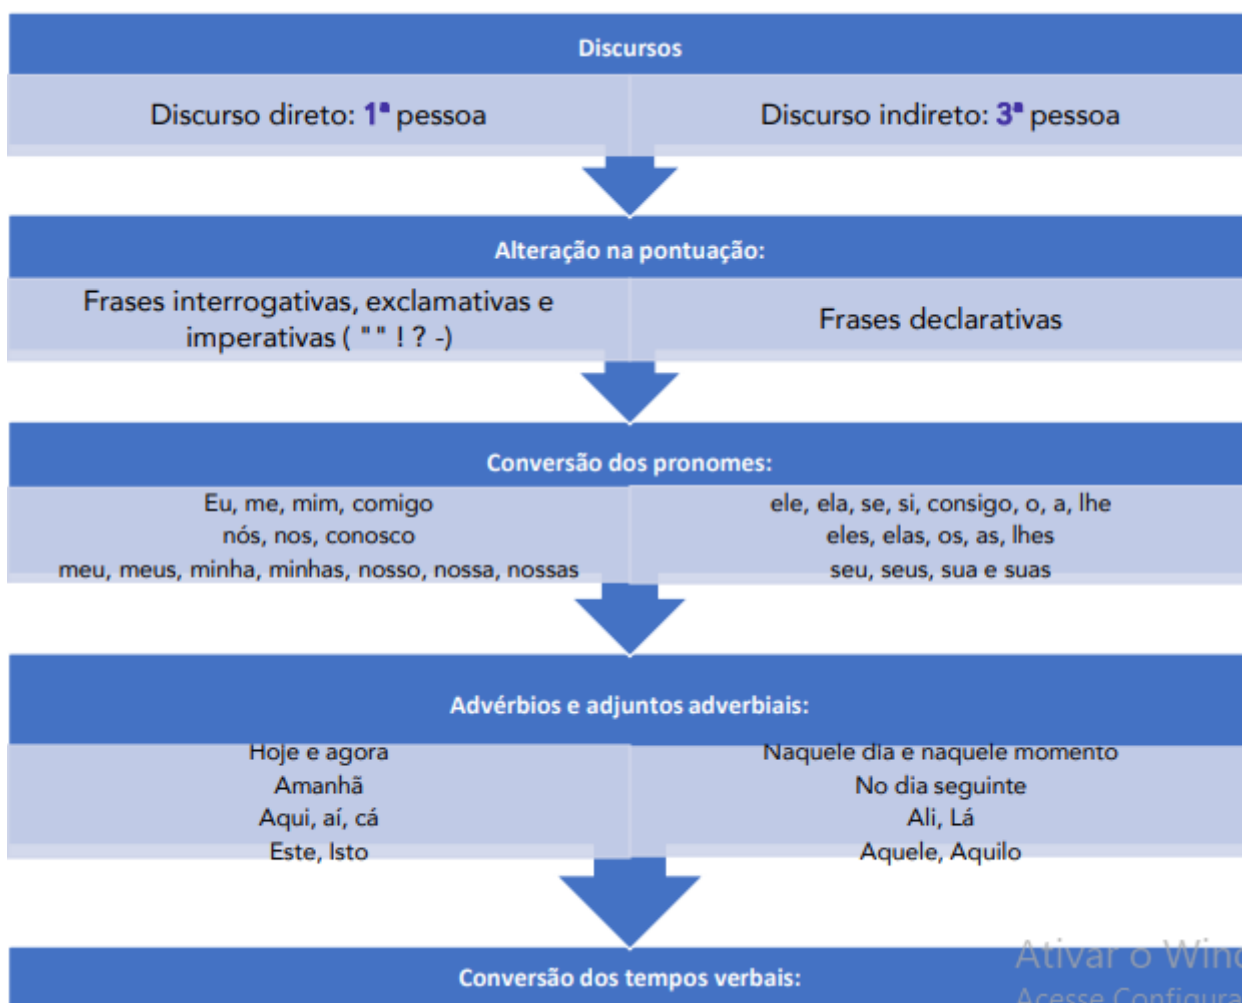 Discursos
Discurso direto: 1ª pessoa
Discurso indireto: 3ª pessoa
Alteração na pontuação:
Frases interrogativas, exclamativas e
imperativas ( " " ! ? -)
Frases declarativas
Conversão dos pronomes:
Eu, me, mim, comigo
nós, nos, conosco
meu, meus, minha, minhas, nosso, nossa, nossas
ele, ela, se, si, consigo, o, a, lhe
eles, elas, os, as, lhes
seu, seus, sua e suas
Advérbios e adjuntos adverbiais:
Hoje e agora
Amanhã
Aqui, aí, cá
Este, Isto
Naquele dia e naquele momento
No dia seguinte
Ali, Lá
Aquele, Aquilo
Conversão dos tempos verbais:
Ativar o
Acesse